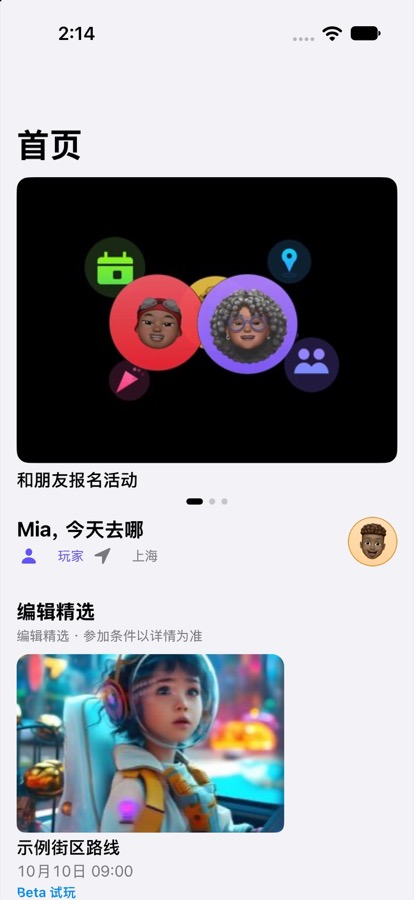 2:14
首页
和朋友报名活动
Mia, 今天去哪
玩家 上海
编辑精选
编辑精选 · 参加条件以详情为准
示例街区路线
10月10日 09:00
Beta 试玩